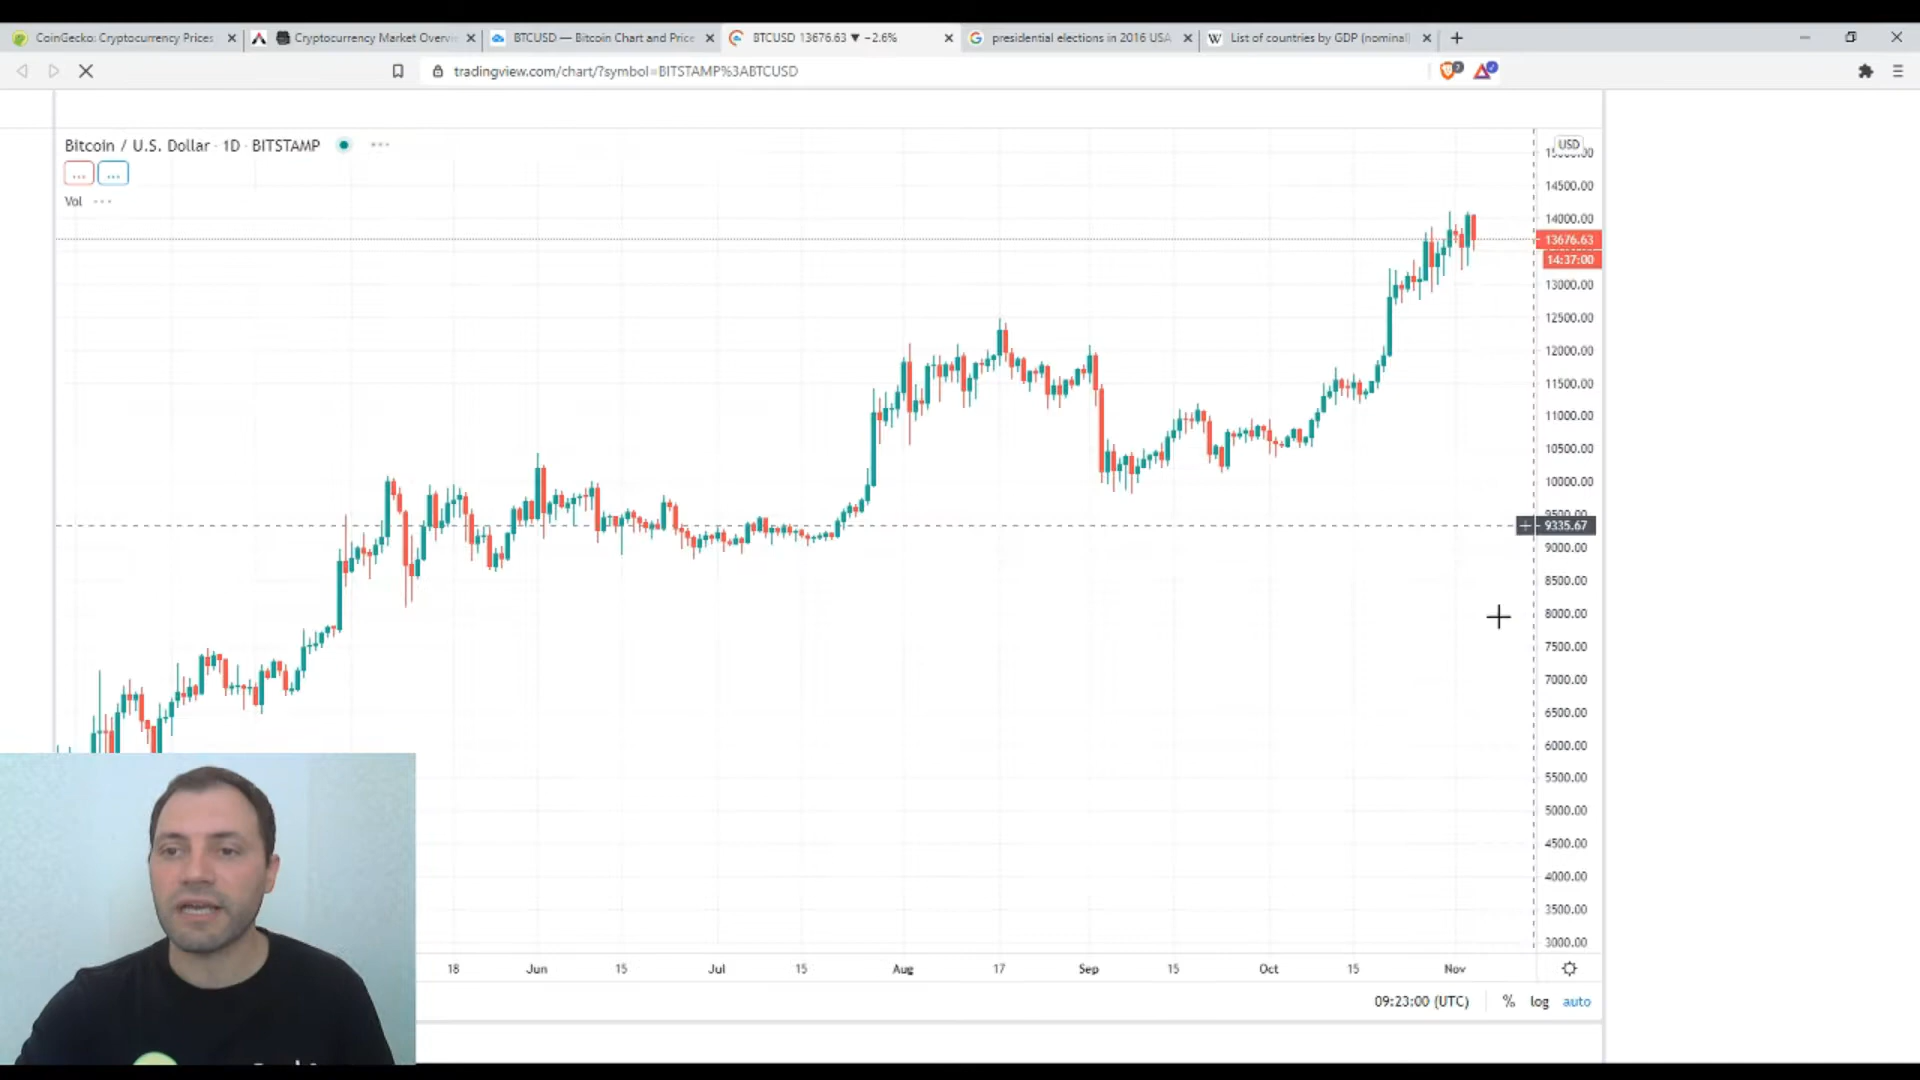 CoinGecko: Cryptocurrency Prices
Cryptocurrency Market Overvie
BTCUSD — Bitcoin Chart and Price
BTCUSD 13676.63 ▼ −2.6%
presidential elections in 2016 USA
List of countries by GDP (nominal)
tradingview.com/chart/?symbol=BITSTAMP%3ABTCUSD
Bitcoin / U.S. Dollar · 1D · BITSTAMP
Vol
USD
14500.00
14000.00
13676.63
14:37:00
13000.00
12500.00
12000.00
11500.00
11000.00
10500.00
10000.00
9500.00
9335.67
9000.00
8500.00
8000.00
7500.00
7000.00
6500.00
6000.00
5500.00
5000.00
4500.00
4000.00
3500.00
3000.00
18 Jun 15 Jul 15 Aug 17 Sep 15 Oct 15 Nov
09:23:00 (UTC) % log auto